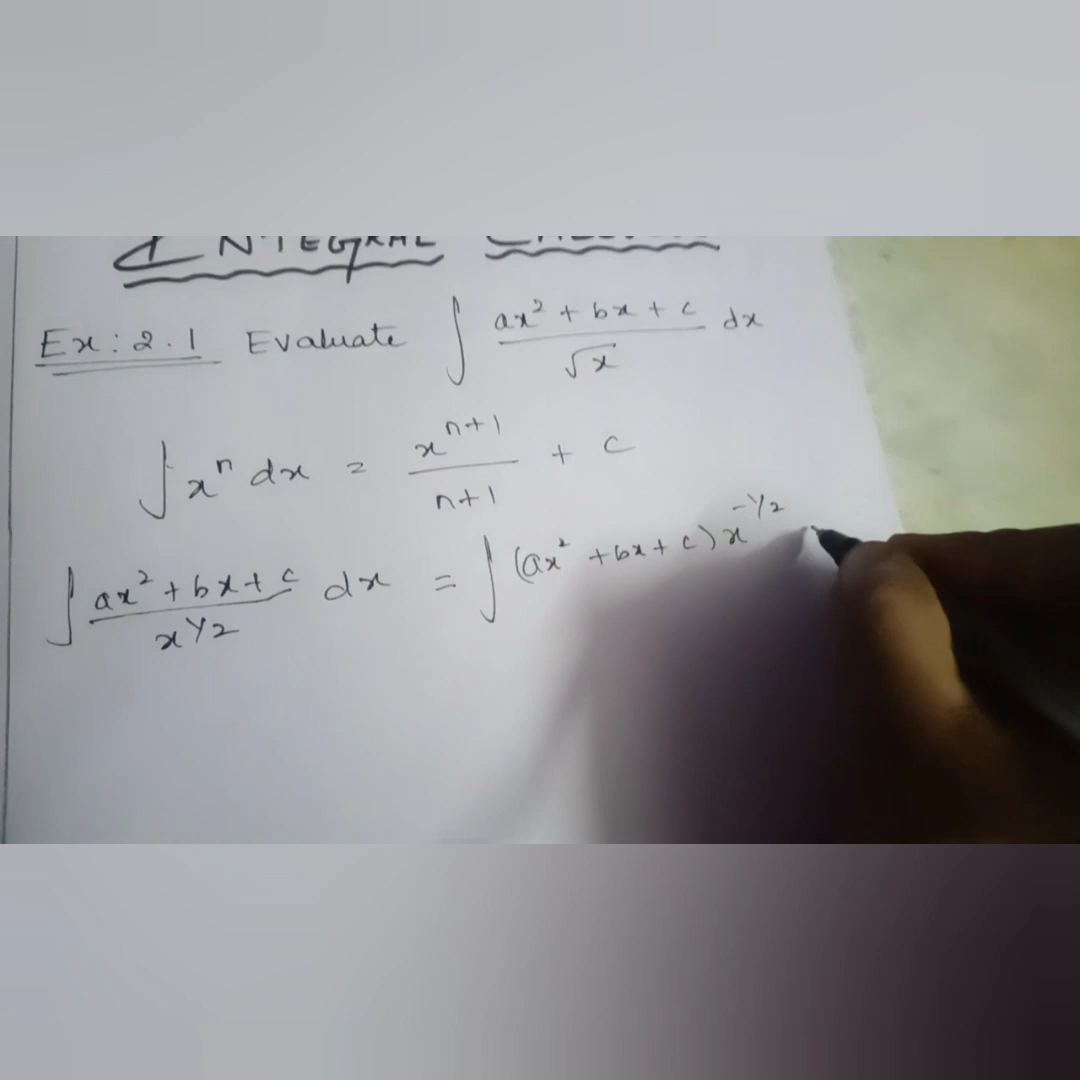 INTEGRAL
Ex: 2.1 Evaluate ∫ (ax² + bx + c)/√x dx
∫ xⁿ dx = xⁿ⁺¹/(n+1) + c
∫ (ax² + bx + c)/x^1/2 dx = ∫ (ax² + bx + c) x^-1/2